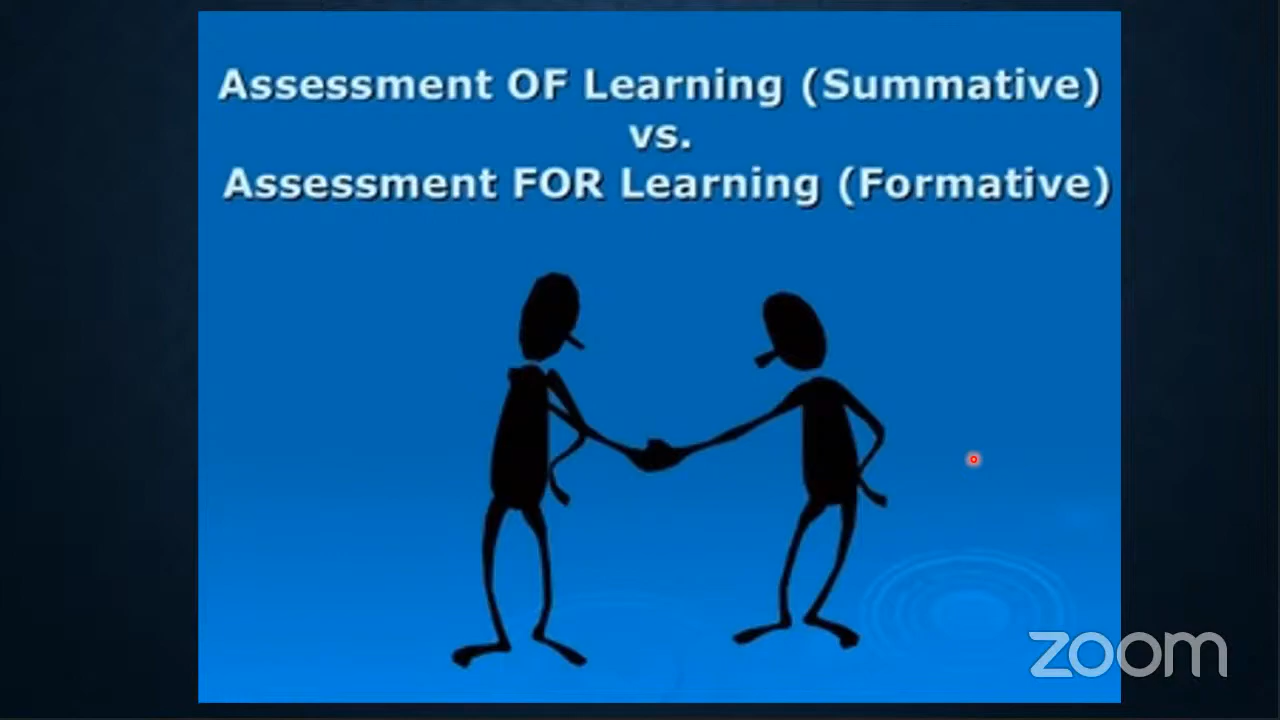 Assessment OF Learning (Summative)
vs.
Assessment FOR Learning (Formative)
zoom